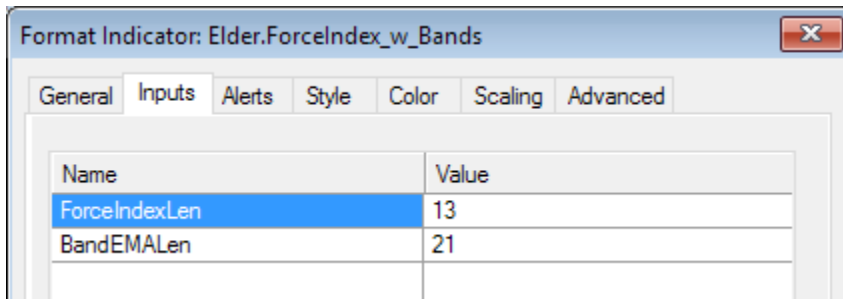 Format Indicator: Elder.ForceIndex_w_Bands
General Inputs Alerts Style Color Scaling Advanced
Name Value
ForceIndexLen 13
BandEMALen 21